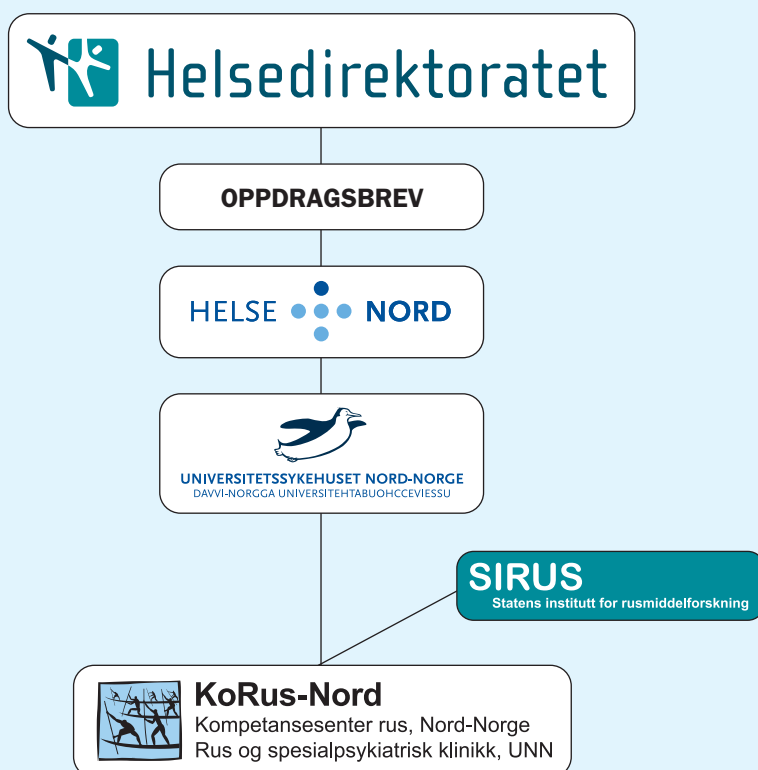 Helsedirektoratet
OPPDRAGSBREV
HELSE NORD
UNIVERSITETSSYKEHUSET NORD-NORGE
DAVVI-NORGGA UNIVERSITEHTABUOHCCEVIESSU
SIRUS
Statens institutt for rusmiddelforskning
KoRus-Nord
Kompetansesenter rus, Nord-Norge
Rus og spesialpsykiatrisk klinikk, UNN